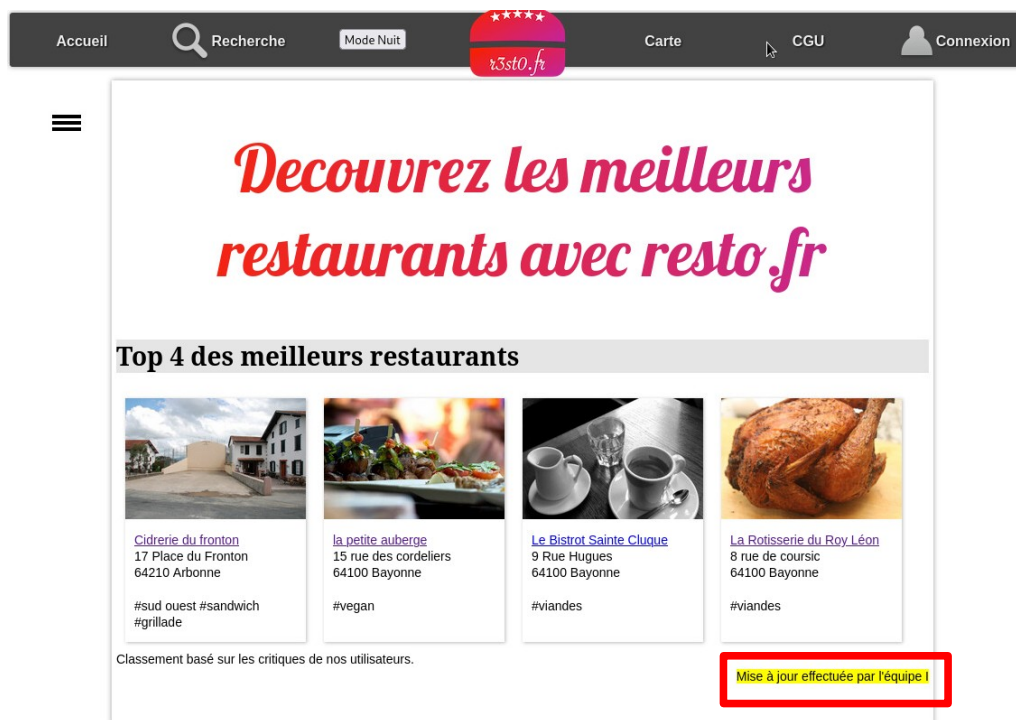 Accueil
Recherche
Mode Nuit
r3st0.fr
Carte
CGU
Connexion
Decouvrez les meilleurs
restaurants avec resto.fr
Top 4 des meilleurs restaurants
Cidrerie du fronton
17 Place du Fronton
64210 Arbonne
#sud ouest #sandwich
#grillade
la petite auberge
15 rue des cordeliers
64100 Bayonne
#vegan
Le Bistrot Sainte Cluque
9 Rue Hugues
64100 Bayonne
#viandes
La Rotisserie du Roy Léon
8 rue de coursic
64100 Bayonne
#viandes
Classement basé sur les critiques de nos utilisateurs.
Mise à jour effectuée par l'équipe I